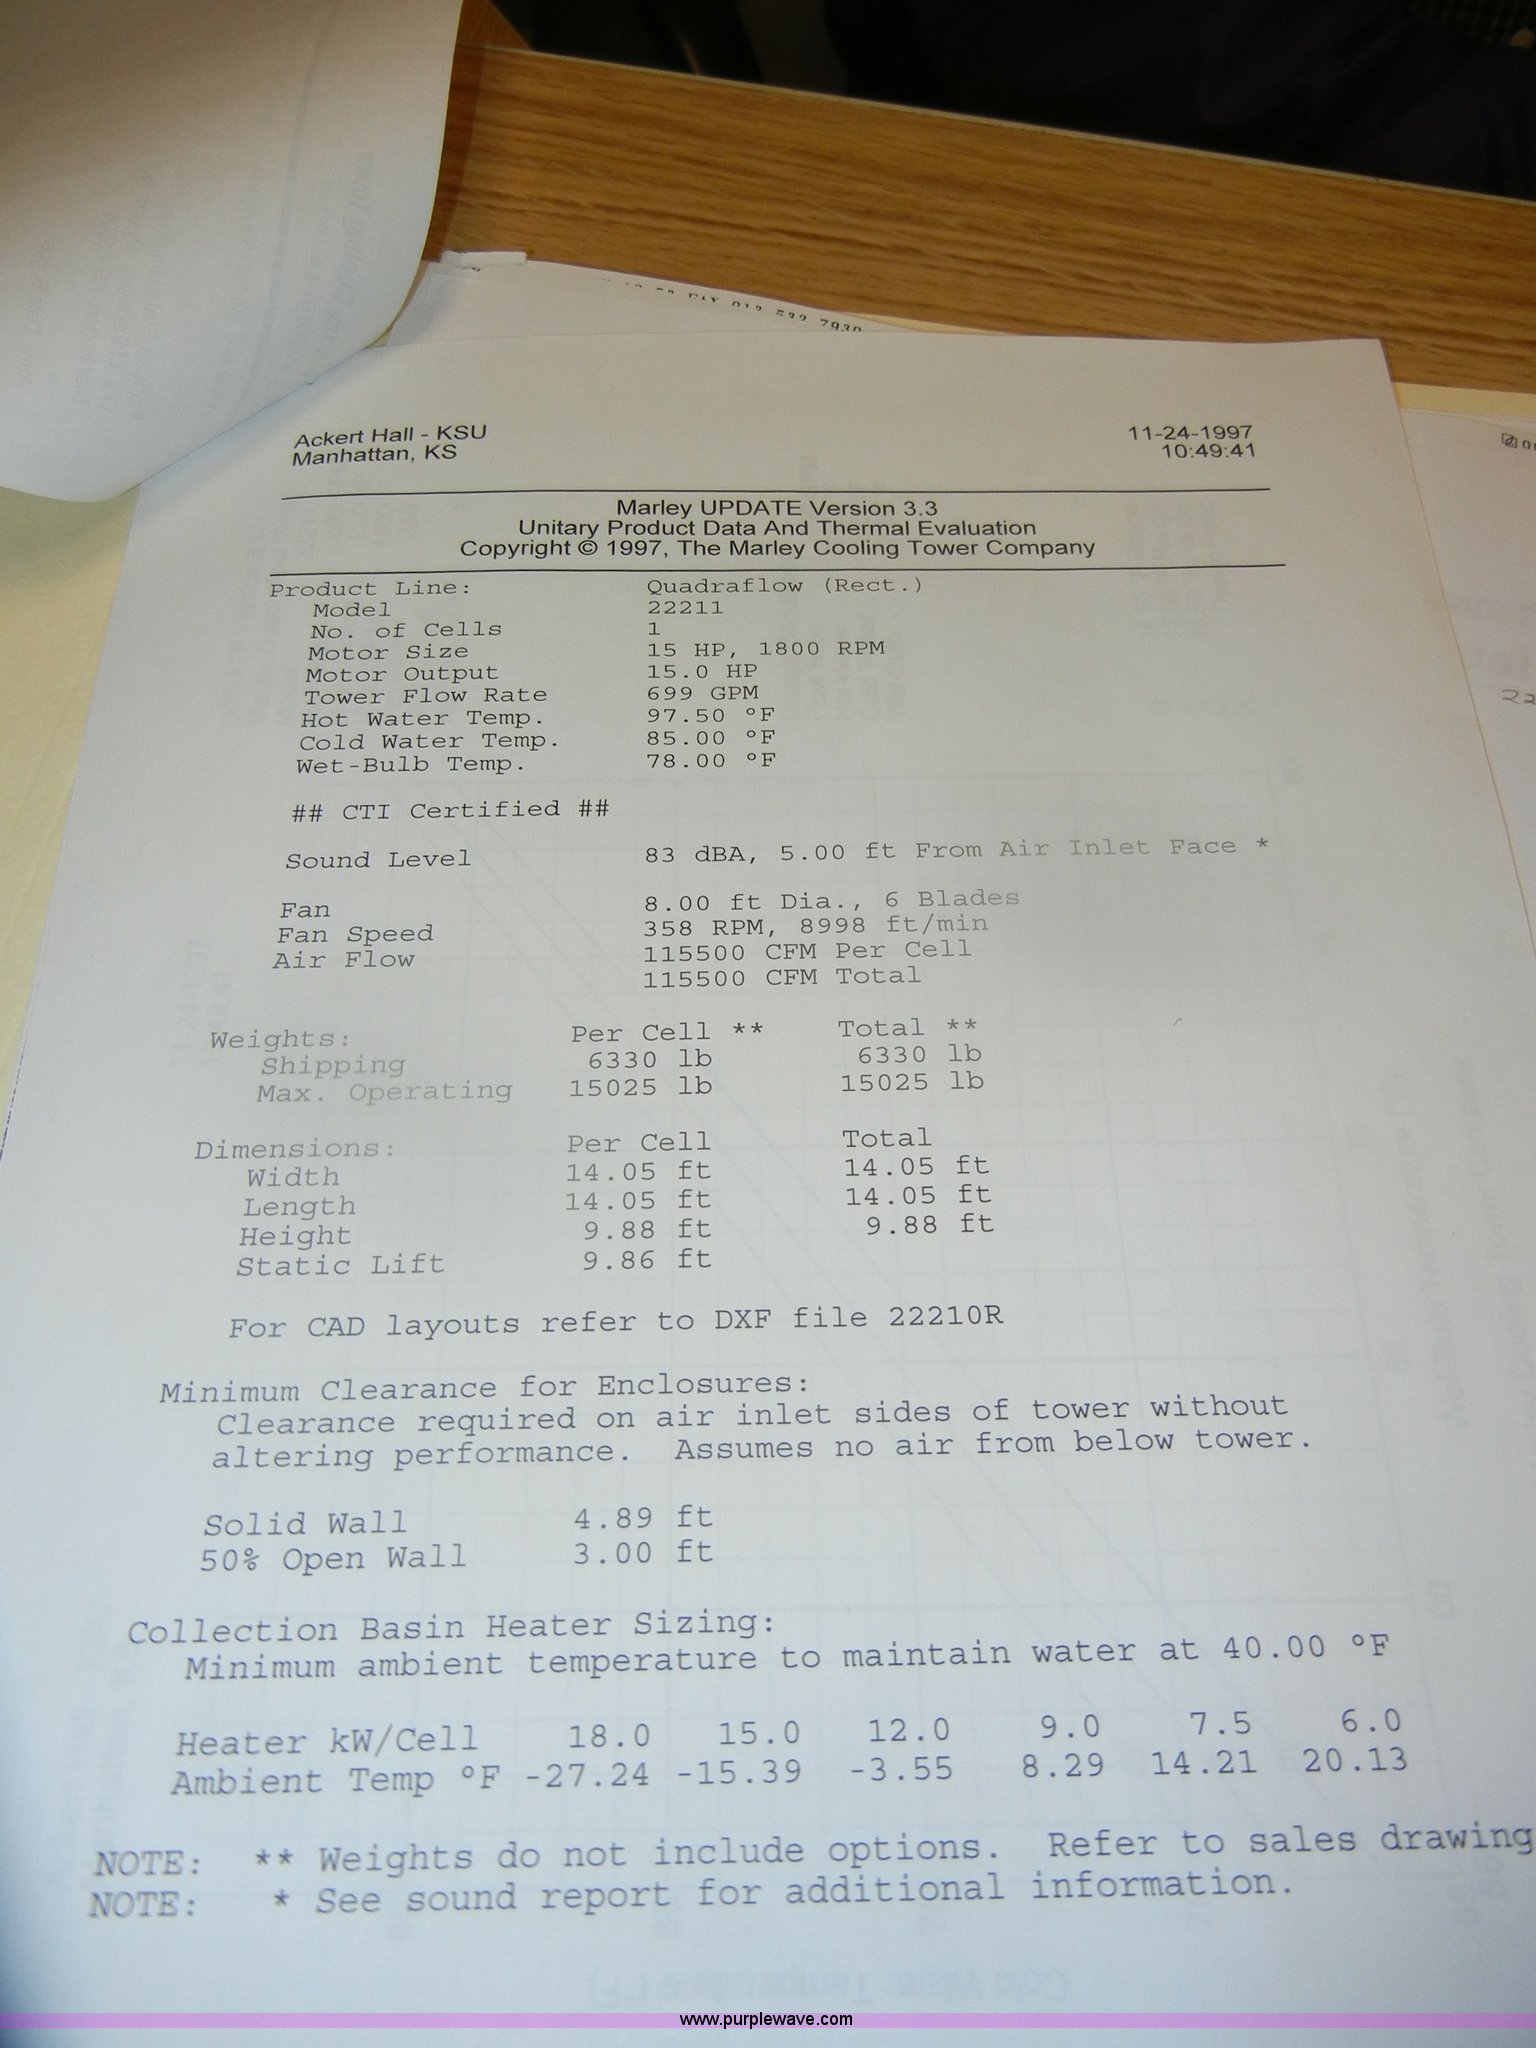 FAX 913 532 7930
Ackert Hall - KSU
Manhattan, KS
11-24-1997
10:49:41
Marley UPDATE Version 3.3
Unitary Product Data And Thermal Evaluation
Copyright © 1997, The Marley Cooling Tower Company
Product Line: Quadraflow (Rect.)
Model 22211
No. of Cells 1
Motor Size 15 HP, 1800 RPM
Motor Output 15.0 HP
Tower Flow Rate 699 GPM
Hot Water Temp. 97.50 °F
Cold Water Temp. 85.00 °F
Wet-Bulb Temp. 78.00 °F
## CTI Certified ##
Sound Level 83 dBA, 5.00 ft From Air Inlet Face *
Fan 8.00 ft Dia., 6 Blades
Fan Speed 358 RPM, 8998 ft/min
Air Flow 115500 CFM Per Cell
115500 CFM Total
Weights: Per Cell ** Total **
Shipping 6330 lb 6330 lb
Max. Operating 15025 lb 15025 lb
Dimensions: Per Cell Total
Width 14.05 ft 14.05 ft
Length 14.05 ft 14.05 ft
Height 9.88 ft 9.88 ft
Static Lift 9.86 ft
For CAD layouts refer to DXF file 22210R
Minimum Clearance for Enclosures:
Clearance required on air inlet sides of tower without
altering performance. Assumes no air from below tower.
Solid Wall 4.89 ft
50% Open Wall 3.00 ft
Collection Basin Heater Sizing:
Minimum ambient temperature to maintain water at 40.00 °F
Heater kW/Cell 18.0 15.0 12.0 9.0 7.5 6.0
Ambient Temp °F -27.24 -15.39 -3.55 8.29 14.21 20.13
NOTE: ** Weights do not include options. Refer to sales drawing
NOTE: * See sound report for additional information.
www.purplewave.com